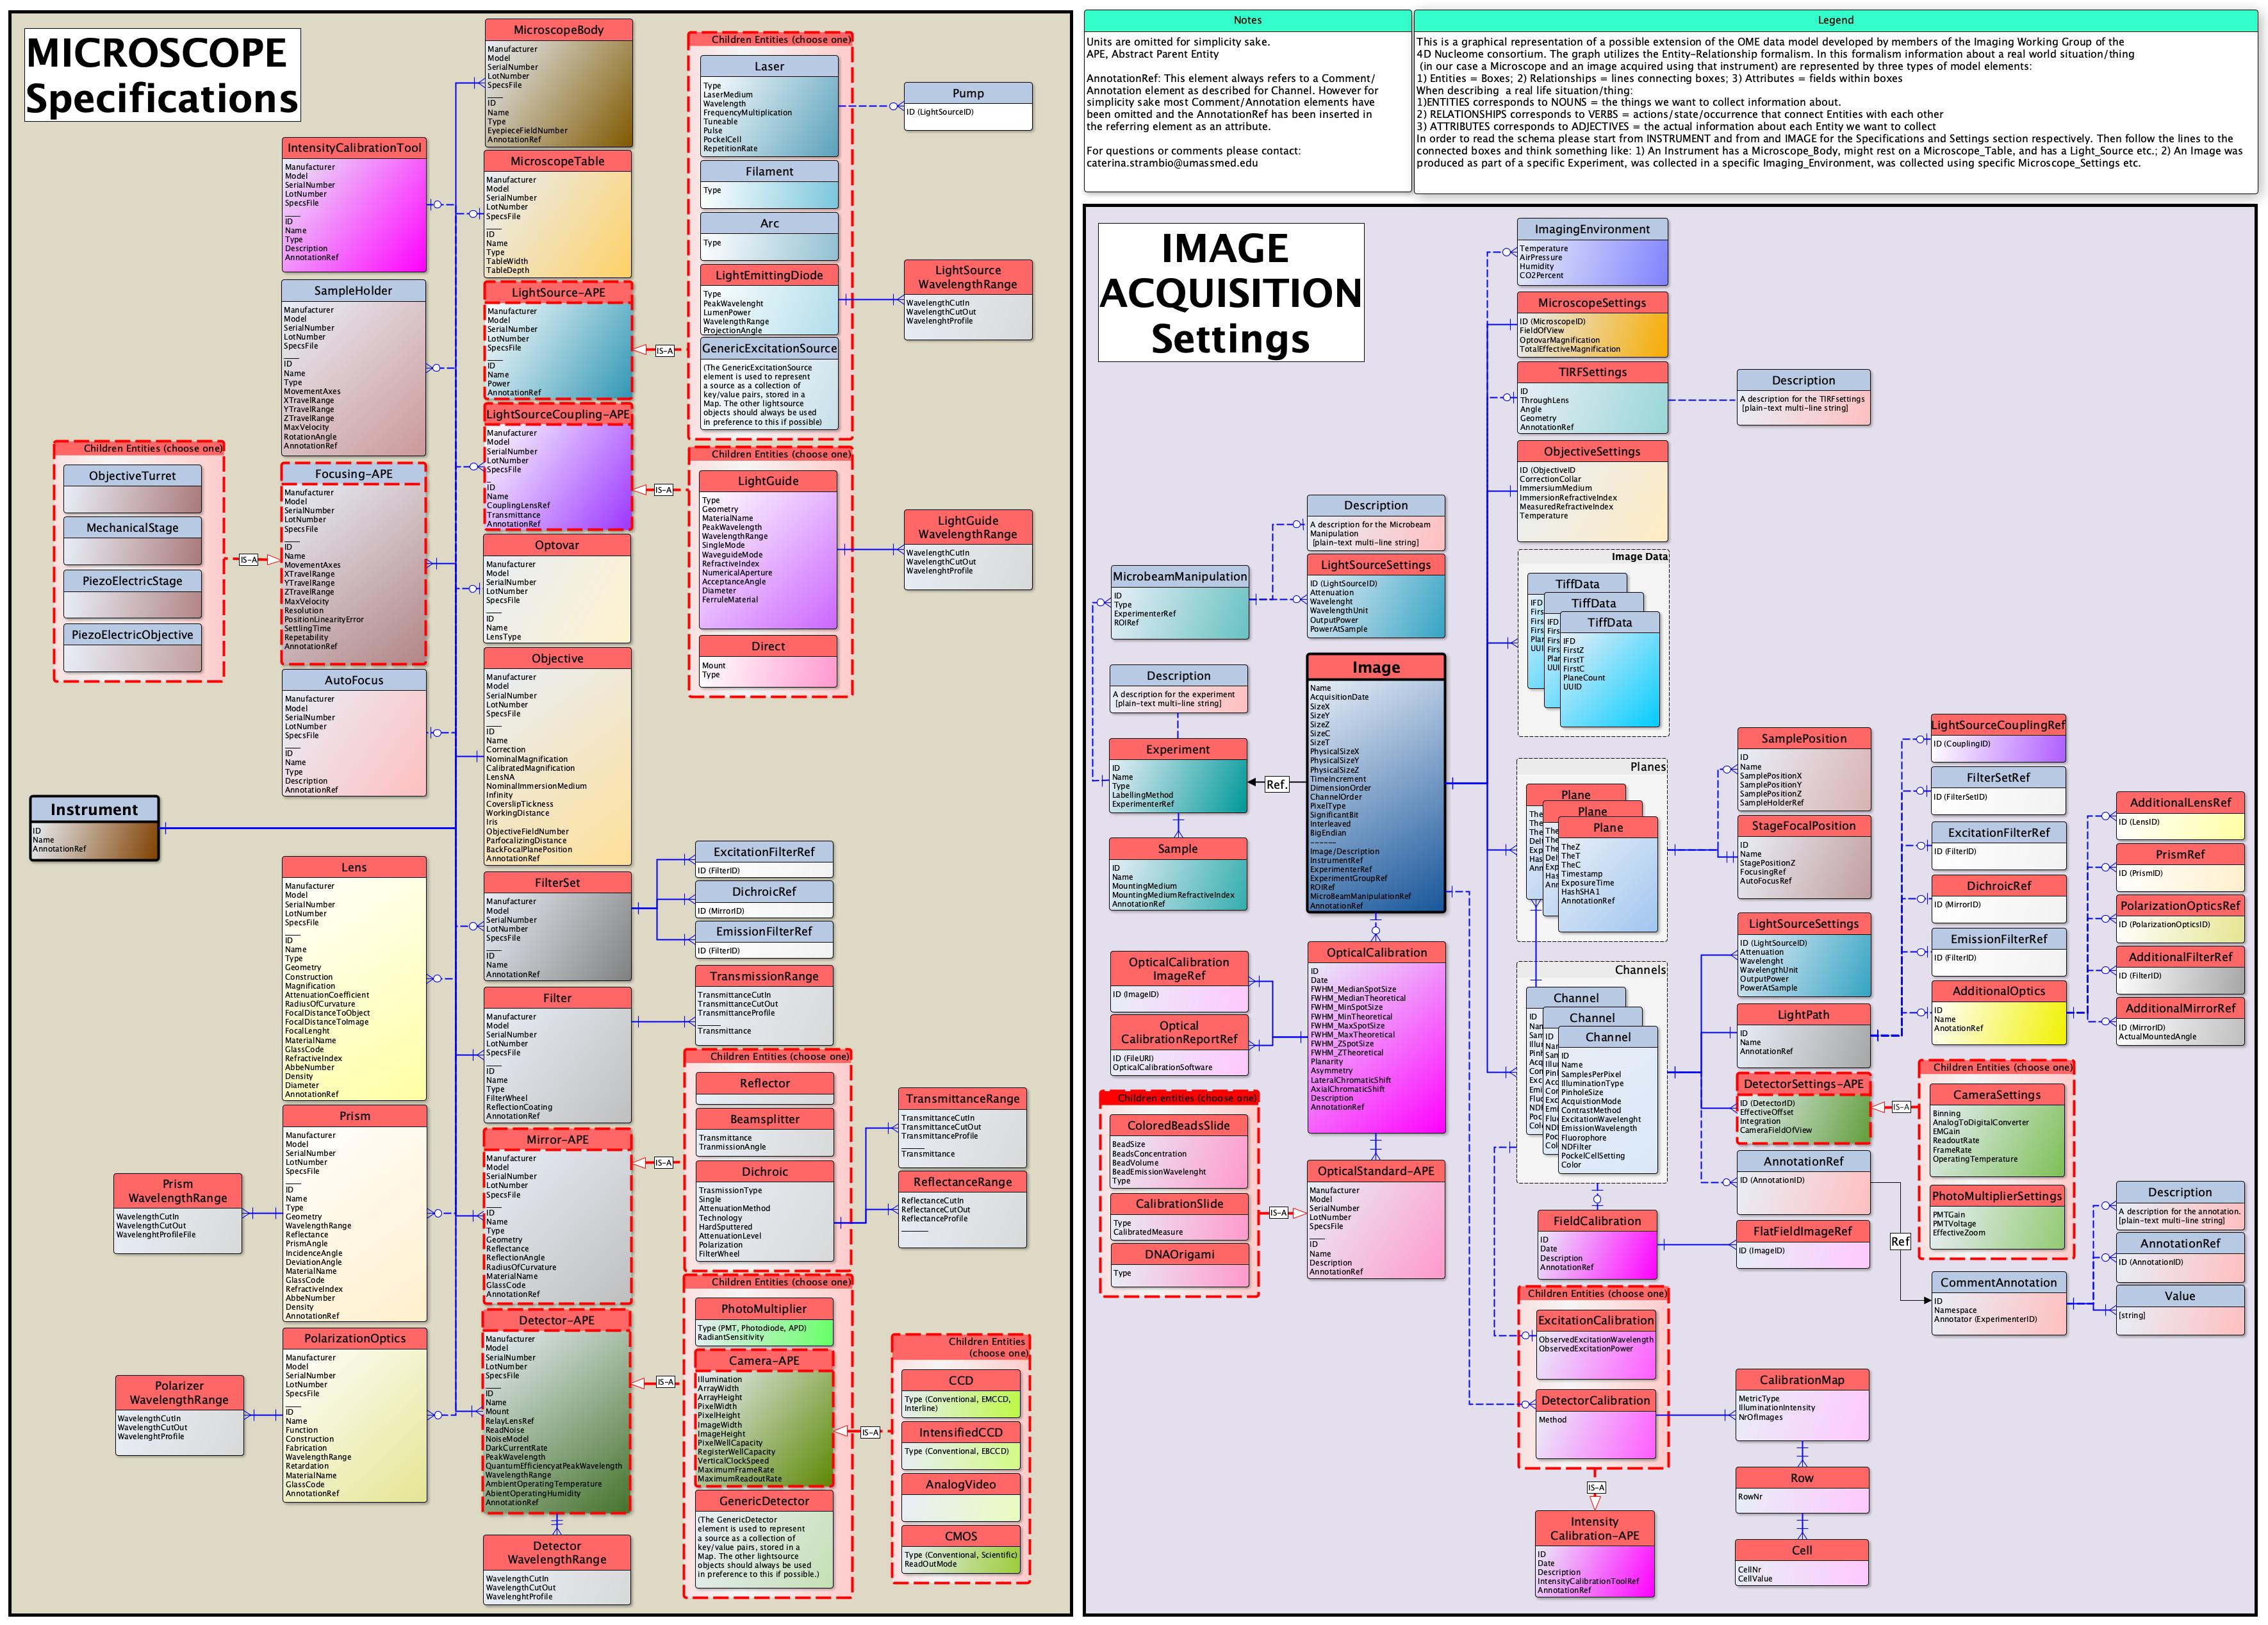 MICROSCOPE
Specifications
MicroscopeBody
Manufacturer
Model
SerialNumber
LotNumber
SpecsFile
____
ID
Name
Type
EyepieceFieldNumber
AnnotationRef
IntensityCalibrationTool
Manufacturer
Model
SerialNumber
LotNumber
SpecsFile
____
ID
Name
Type
Description
AnnotationRef
MicroscopeTable
Manufacturer
Model
SerialNumber
LotNumber
SpecsFile
____
ID
Name
Type
TableWidth
TableDepth
SampleHolder
Manufacturer
Model
SerialNumber
LotNumber
SpecsFile
____
ID
Name
Type
MovementAxes
XTravelRange
YTravelRange
ZTravelRange
MaxVelocity
RotationAngle
AnnotationRef
LightSource-APE
Manufacturer
Model
SerialNumber
LotNumber
SpecsFile
____
ID
Name
Power
AnnotationRef
IS-A
Children Entities (choose one)
Laser
Type
LaserMedium
Wavelength
FrequencyMultiplication
Tuneable
Pulse
PockelCell
RepetitionRate
Pump
ID (LightSourceID)
Filament
Type
Arc
Type
LightEmittingDiode
Type
PeakWavelenght
LumenPower
WavelengthRange
ProjectionAngle
LightSource
WavelengthRange
WavelengthCutIn
WavelengthCutOut
WavelenghtProfile
GenericExcitationSource
(The GenericExcitationSource
element is used to represent
a source as a collection of
key/value pairs, stored in a
Map. The other lightsource
objects should always be used
in preference to this if possible)
LightSourceCoupling-APE
Manufacturer
Model
SerialNumber
LotNumber
SpecsFile
_
ID
Name
CouplingLensRef
Transmittance
AnnotationRef
IS-A
Children Entities (choose one)
LightGuide
Type
Geometry
MaterialName
PeakWavelength
WavelengthRange
SingleMode
WaveguideMode
RefractiveIndex
NumericalAperture
AcceptanceAngle
Diameter
FerruleMaterial
LightGuide
WavelengthRange
WavelengthCutIn
WavelengthCutOut
WavelenghtProfile
Direct
Mount
Type
Children Entities (choose one)
ObjectiveTurret
MechanicalStage
PiezoElectricStage
PiezoElectricObjective
IS-A
Focusing-APE
Manufacturer
Model
SerialNumber
LotNumber
SpecsFile
____
ID
Name
MovementAxes
XTravelRange
YTravelRange
ZTravelRange
MaxVelocity
Resolution
PositionLinearityError
SettlingTime
Repetability
AnnotationRef
Optovar
Manufacturer
Model
SerialNumber
LotNumber
SpecsFile
____
ID
Name
LensType
AutoFocus
Manufacturer
Model
SerialNumber
LotNumber
SpecsFile
____
ID
Name
Type
Description
AnnotationRef
Objective
Manufacturer
Model
SerialNumber
LotNumber
SpecsFile
____
ID
Name
Correction
NominalMagnification
CalibratedMagnification
LensNA
NominalImmersionMedium
Infinity
CoverslipTickness
WorkingDistance
Iris
ObjectiveFieldNumber
ParfocalizingDistance
BackFocalPlanePosition
AnnotationRef
Instrument
ID
Name
AnnotationRef
Lens
Manufacturer
Model
SerialNumber
LotNumber
SpecsFile
____
ID
Name
Type
Geometry
Construction
Magnification
AttenuationCoefficient
RadiusOfCurvature
FocalDistanceToObject
FocalDistanceToImage
FocalLenght
MaterialName
GlassCode
RefractiveIndex
AbbeNumber
Density
Diameter
AnnotationRef
FilterSet
Manufacturer
Model
SerialNumber
LotNumber
SpecsFile
____
ID
Name
AnnotationRef
ExcitationFilterRef
ID (FilterID)
DichroicRef
ID (MirrorID)
EmissionFilterRef
ID (FilterID)
Filter
Manufacturer
Model
SerialNumber
LotNumber
SpecsFile
____
ID
Name
Type
FilterWheel
ReflectionCoating
AnnotationRef
TransmissionRange
TransmittanceCutIn
TransmittanceCutOut
TransmittanceProfile
____
Transmittance
Prism
Manufacturer
Model
SerialNumber
LotNumber
SpecsFile
____
ID
Name
Type
Geometry
WavelengthRange
Reflectance
PrismAngle
IncidenceAngle
DeviationAngle
MaterialName
GlassCode
RefractiveIndex
AbbeNumber
Density
AnnotationRef
Prism
WavelengthRange
WavelengthCutIn
WavelengthCutOut
WavelenghtProfileFile
Mirror-APE
Manufacturer
Model
SerialNumber
LotNumber
SpecsFile
____
ID
Name
Type
Geometry
Reflectance
ReflectionAngle
RadiusOfCurvature
MaterialName
GlassCode
AnnotationRef
IS-A
Children Entities (choose one)
Reflector
Beamsplitter
Transmittance
TranmissionAngle
Dichroic
TrasmissionType
Single
AttenuationMethod
Technology
HardSputtered
AttenuationLevel
Polarization
FilterWheel
TransmittanceRange
TransmittanceCutIn
TransmittanceCutOut
TransmittanceProfile
____
Transmittance
ReflectanceRange
ReflectanceCutIn
ReflectanceCutOut
ReflectanceProfile
____
PolarizationOptics
Manufacturer
Model
SerialNumber
LotNumber
SpecsFile
____
ID
Name
Function
Construction
Fabrication
WavelengthRange
Retardation
MaterialName
GlassCode
AnnotationRef
Polarizer
WavelengthRange
WavelengthCutIn
WavelengthCutOut
WavelenghtProfile
Detector-APE
Manufacturer
Model
SerialNumber
LotNumber
SpecsFile
____
ID
Name
Mount
RelayLensRef
ReadNoise
NoiseModel
DarkCurrentRate
PeakWavelength
QuantumEfficiencyatPeakWavelength
WavelengthRange
AmbientOperatingTemperature
AbientOperatingHumidity
AnnotationRef
Detector
WavelengthRange
WavelengthCutIn
WavelengthCutOut
WavelenghtProfile
IS-A
Children Entities (choose one)
PhotoMultiplier
Type (PMT, Photodiode, APD)
RadiantSensitivity
Camera-APE
Illumination
ArrayWidth
ArrayHeight
PixelWidth
PixelHeight
ImageWidth
ImageHeight
PixelWellCapacity
RegisterWellCapacity
VerticalClockSpeed
MaximumFrameRate
MaximumReadoutRate
GenericDetector
(The GenericDetector
element is used to represent
a source as a collection of
key/value pairs, stored in a
Map. The other lightsource
objects should always be used
in preference to this if possible.)
IS-A
Children Entities
(choose one)
CCD
Type (Conventional, EMCCD,
Interline)
IntensifiedCCD
Type (Conventional, EBCCD)
AnalogVideo
CMOS
Type (Conventional, Scientific)
ReadOutMode
Notes
Units are omitted for simplicity sake.
APE, Abstract Parent Entity
AnnotationRef: This element always refers to a Comment/
Annotation element as described for Channel. However for
simplicity sake most Comment/Annotation elements have
been omitted and the AnnotationRef has been inserted in
the referring element as an attribute.
For questions or comments please contact:
caterina.strambio@umassmed.edu
Legend
This is a graphical representation of a possible extension of the OME data model developed by members of the Imaging Working Group of the
4D Nucleome consortium. The graph utilizes the Entity-Relationship formalism. In this formalism information about a real world situation/thing
(in our case a Microscope and an image acquired using that instrument) are represented by three types of model elements:
1) Entities = Boxes; 2) Relationships = lines connecting boxes; 3) Attributes = fields within boxes
When describing a real life situation/thing:
1)ENTITIES corresponds to NOUNS = the things we want to collect information about.
2) RELATIONSHIPS corresponds to VERBS = actions/state/occurrence that connect Entities with each other
3) ATTRIBUTES corresponds to ADJECTIVES = the actual information about each Entity we want to collect
In order to read the schema please start from INSTRUMENT and from and IMAGE for the Specifications and Settings section respectively. Then follow the lines to the
connected boxes and think something like: 1) An Instrument has a Microscope_Body, might rest on a Microscope_Table, and has a Light_Source etc.; 2) An Image was
produced as part of a specific Experiment, was collected in a specific Imaging_Environment, was collected using specific Microscope_Settings etc.
IMAGE
ACQUISITION
Settings
ImagingEnvironment
Temperature
AirPressure
Humidity
CO2Percent
MicroscopeSettings
ID (MicroscopeID)
FieldOfView
OptovarMagnification
TotalEffectiveMagnification
TIRFSettings
ID
ThroughLens
Angle
Geometry
AnnotationRef
Description
A description for the TIRFsettings
[plain-text multi-line string]
ObjectiveSettings
ID (ObjectiveID
CorrectionCollar
ImmersiumMedium
ImmersionRefractiveIndex
MeasuredRefractiveIndex
Temperature
Description
A description for the Microbeam
Manipulation
[plain-text multi-line string]
MicrobeamManipulation
ID
Type
ExperimenterRef
ROIRef
LightSourceSettings
ID (LightSourceID)
Attenuation
Wavelenght
WavelengthUnit
OutputPower
PowerAtSample
Image Data
TiffData
IFD
Firs
Firs
Firs
Plar
UUI
TiffData
TiffData
IFD
FirstZ
FirstT
FirstC
PlaneCount
UUID
Description
A description for the experiment
[plain-text multi-line string]
Experiment
ID
Name
Type
LabellingMethod
ExperimenterRef
Ref.
Sample
ID
Name
MountingMedium
MountingMediumRefractiveIndex
AnnotationRef
Image
Name
AcquisitionDate
SizeX
SizeY
SizeZ
SizeC
SizeT
PhysicalSizeX
PhysicalSizeY
PhysicalSizeZ
TimeIncrement
DimensionOrder
ChannelOrder
PixelType
SignificantBit
Interleaved
BigEndian
______
Image/Description
InstrumentRef
ExperimenterRef
ExperimentGroupRef
ROIRef
MicroBeamManipulationRef
AnnotationRef
Planes
Plane
Plane
Plane
TheZ
TheT
TheC
Timestamp
ExposureTime
HashSHA1
AnnotationRef
SamplePosition
ID
Name
SamplePositionX
SamplePositionY
SamplePositionZ
SampleHolderRef
StageFocalPosition
ID
Name
StagePositionZ
FocusingRef
AutoFocusRef
LightSourceCouplingRef
ID (CouplingID)
FilterSetRef
ID (FilterSetID)
ExcitationFilterRef
ID (FilterID)
DichroicRef
ID (MirrorID)
EmissionFilterRef
ID (FilterID)
AdditionalOptics
ID
Name
AnotationRef
AdditionalLensRef
ID (LensID)
PrismRef
ID (PrismID)
PolarizationOpticsRef
ID (PolarizationOpticsID)
AdditionalFilterRef
ID (FilterID)
AdditionalMirrorRef
ID (MirrorID)
ActualMountedAngle
OpticalCalibration
ImageRef
ID (ImageID)
Optical
CalibrationReportRef
ID (FileURI)
OpticalCalibrationSoftware
OpticalCalibration
ID
Date
FWHM_MedianSpotSize
FWHM_MedianTheoretical
FWHM_MinSpotSize
FWHM_MinTheoretical
FWHM_MaxSpotSize
FWHM_MaxTheoretical
FWHM_ZSpotSize
FWHM_ZTheoretical
Planarity
Asymmetry
LateralChromaticShift
AxialChromaticShift
Description
AnnotationRef
Channels
Channel
Channel
Channel
ID
Name
SamplesPerPixel
IlluminationType
PinholeSize
AcquisitionMode
ContrastMethod
ExcitationWavelenght
EmissionWavelength
Fluorophore
NDFilter
PockelCellSetting
Color
LightSourceSettings
ID (LightSourceID)
Attenuation
Wavelenght
WavelengthUnit
OutputPower
PowerAtSample
LightPath
ID
Name
AnnotationRef
DetectorSettings-APE
ID (DetectorID)
EffectiveOffset
Integration
CameraFieldOfView
IS-A
Children Entities (choose one)
CameraSettings
Binning
AnalogToDigitalConverter
EMGain
ReadoutRate
FrameRate
OperatingTemperature
PhotoMultiplierSettings
PMTGain
PMTVoltage
EffectiveZoom
AnnotationRef
ID (AnnotationID)
Ref
CommentAnnotation
ID
Namespace
Annotator (ExperimenterID)
Description
A description for the annotation.
[plain-text multi-line string]
AnnotationRef
ID (AnnotationID)
Value
[string]
Children entities (choose one)
ColoredBeadsSlide
BeadSize
BeadsConcentration
BeadVolume
BeadEmissionWavelenght
Type
CalibrationSlide
Type
CalibratedMeasure
DNAOrigami
Type
IS-A
OpticalStandard-APE
Manufacturer
Model
SerialNumber
LotNumber
SpecsFile
____
ID
Name
Description
AnnotationRef
FieldCalibration
ID
Date
Description
AnnotationRef
FlatFieldImageRef
ID (ImageID)
Children Entities (choose one)
ExcitationCalibration
ObservedExcitationWavelength
ObservedExcitationPower
DetectorCalibration
Method
IS-A
Intensity
Calibration-APE
ID
Date
Description
IntensityCalibrationToolRef
AnnotationRef
CalibrationMap
MetricType
IlluminationIntensity
NrOfImages
Row
RowNr
Cell
CellNr
CellValue